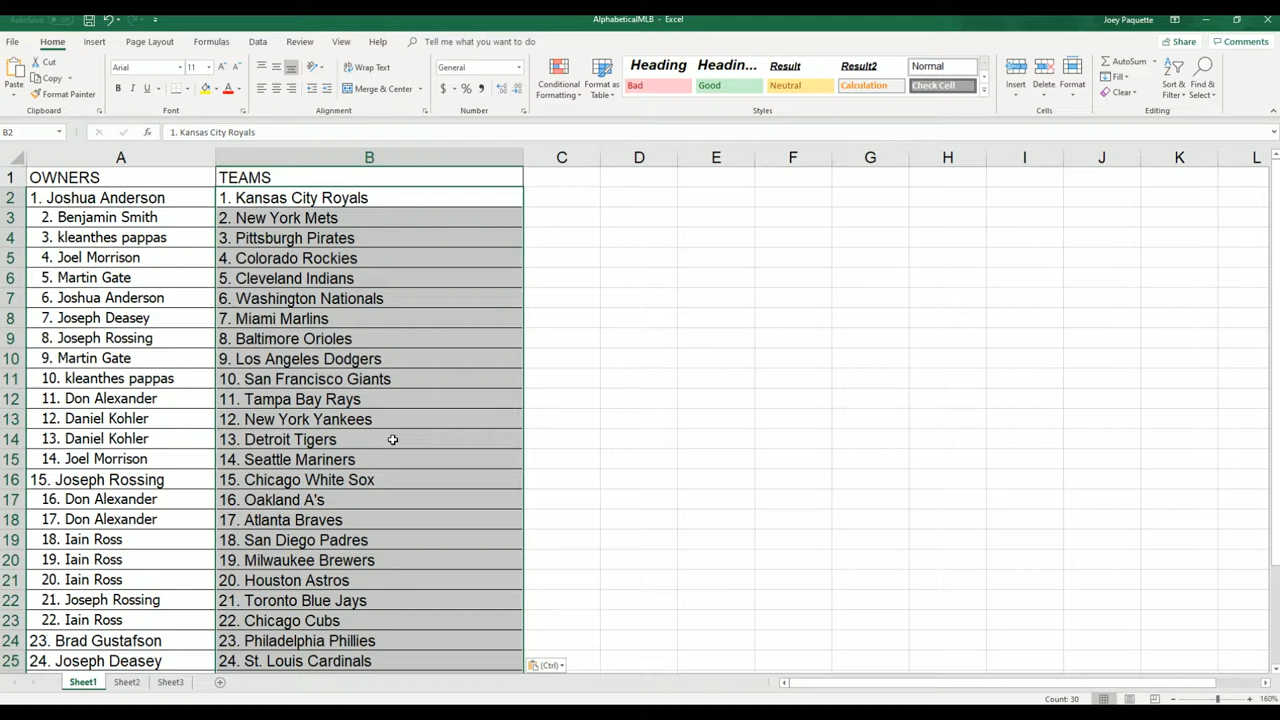 AutoSave Off
AlphabeticalMLB - Excel
Joey Paquette
File Home Insert Page Layout Formulas Data Review View Help Tell me what you want to do Share Comments
Paste Cut Copy Format Painter Clipboard
Arial 11 B I U A A A Font
Wrap Text Merge & Center Alignment
General $ % Number
Conditional Formatting Format as Table
Heading Headin... Result Result2 Normal
Bad Good Neutral Calculation Check Cell
Styles
Insert Delete Format Cells
AutoSum Fill Clear Sort & Filter Find & Select Editing
B2 fx 1. Kansas City Royals
A B C D E F G H I J K L
1 OWNERS TEAMS
2 1. Joshua Anderson 1. Kansas City Royals
3 2. Benjamin Smith 2. New York Mets
4 3. kleanthes pappas 3. Pittsburgh Pirates
5 4. Joel Morrison 4. Colorado Rockies
6 5. Martin Gate 5. Cleveland Indians
7 6. Joshua Anderson 6. Washington Nationals
8 7. Joseph Deasey 7. Miami Marlins
9 8. Joseph Rossing 8. Baltimore Orioles
10 9. Martin Gate 9. Los Angeles Dodgers
11 10. kleanthes pappas 10. San Francisco Giants
12 11. Don Alexander 11. Tampa Bay Rays
13 12. Daniel Kohler 12. New York Yankees
14 13. Daniel Kohler 13. Detroit Tigers
15 14. Joel Morrison 14. Seattle Mariners
16 15. Joseph Rossing 15. Chicago White Sox
17 16. Don Alexander 16. Oakland A's
18 17. Don Alexander 17. Atlanta Braves
19 18. Iain Ross 18. San Diego Padres
20 19. Iain Ross 19. Milwaukee Brewers
21 20. Iain Ross 20. Houston Astros
22 21. Joseph Rossing 21. Toronto Blue Jays
23 22. Iain Ross 22. Chicago Cubs
24 23. Brad Gustafson 23. Philadelphia Phillies
25 24. Joseph Deasey 24. St. Louis Cardinals
(Ctrl)
Sheet1 Sheet2 Sheet3
Count: 30 160%